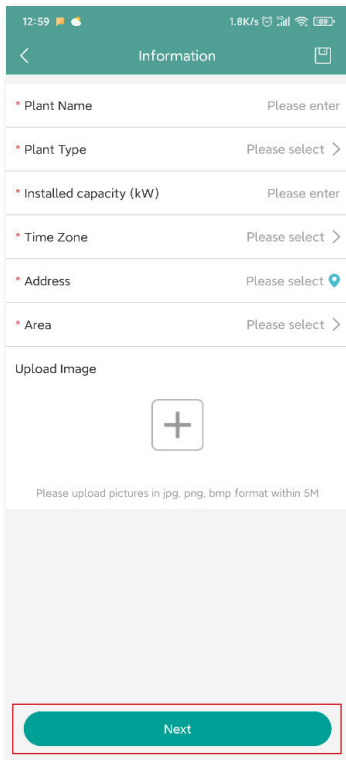 12:59 1.8K/s 89
Information
* Plant Name Please enter
* Plant Type Please select
* Installed capacity (kW) Please enter
* Time Zone Please select
* Address Please select
* Area Please select
Upload Image
Please upload pictures in jpg, png, bmp format within 5M
Next